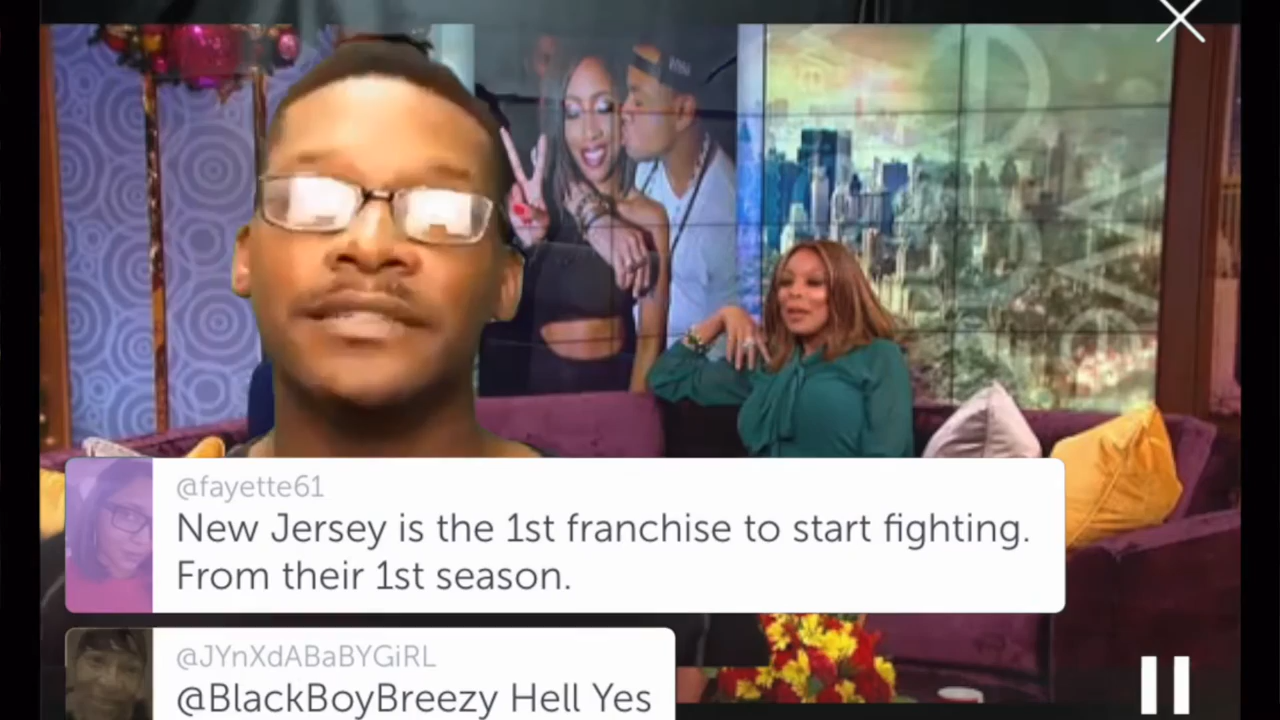 @fayette61
New Jersey is the 1st franchise to start fighting.
From their 1st season.
@JYnXdABaBYGiRL
@BlackBoyBreezy Hell Yes